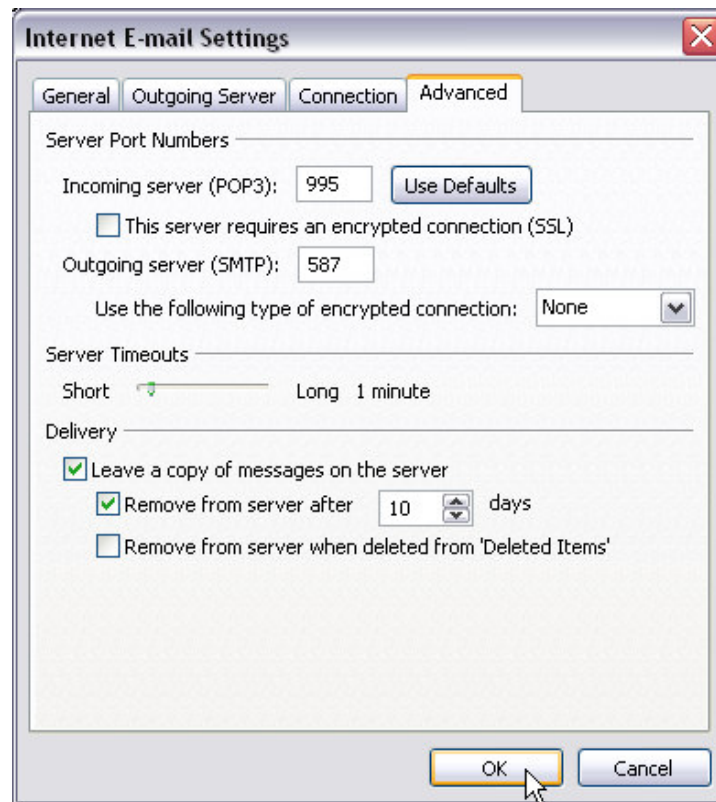 Internet E-mail Settings
General Outgoing Server Connection Advanced
Server Port Numbers
Incoming server (POP3): 995 Use Defaults
This server requires an encrypted connection (SSL)
Outgoing server (SMTP): 587
Use the following type of encrypted connection: None
Server Timeouts
Short Long 1 minute
Delivery
Leave a copy of messages on the server
Remove from server after 10 days
Remove from server when deleted from 'Deleted Items'
OK Cancel